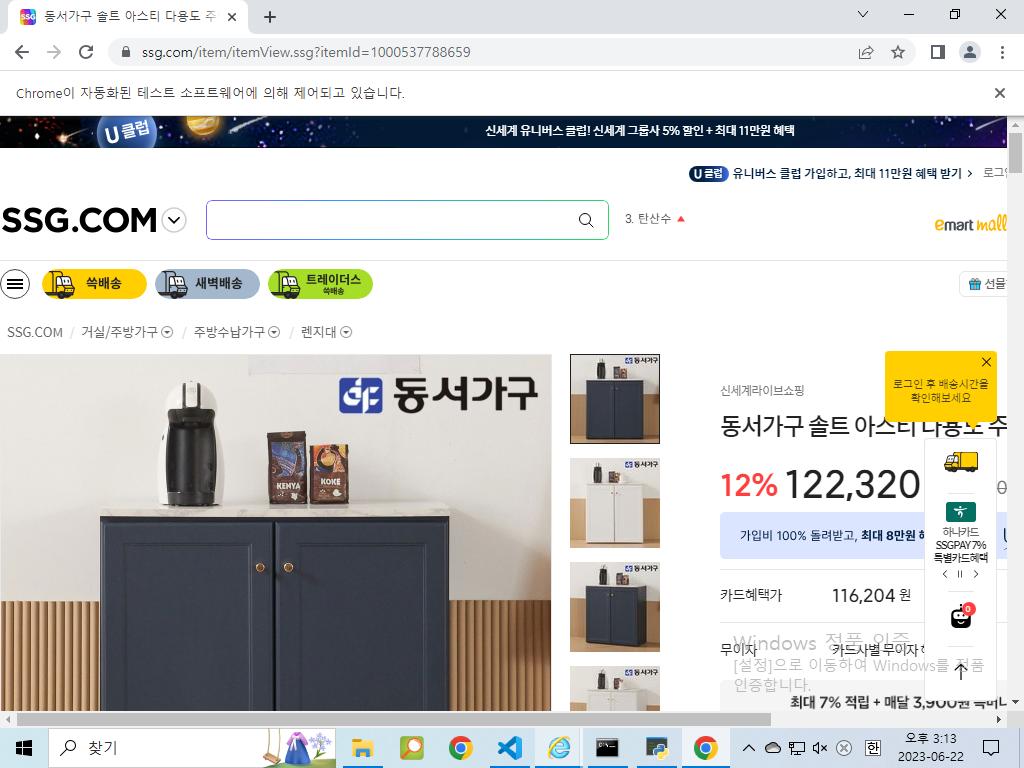 동서가구 솔트 아스티 다용도 주
ssg.com/item/itemView.ssg?itemId=1000537788659
Chrome이 자동화된 테스트 소프트웨어에 의해 제어되고 있습니다.
U클럽
신세계 유니버스 클럽! 신세계 그룹사 5% 할인 + 최대 11만원 혜택
U 클럽 유니버스 클럽 가입하고, 최대 11만원 혜택 받기 >
SSG.COM
3. 탄산수
emart mall
쓱배송
새벽배송
트레이더스
쓱배송
선물
SSG.COM / 거실/주방가구 / 주방수납가구 / 렌지대
동서가구
KENYA
KOKE
동서가구
동서가구
동서가구
동서가구
신세계라이브쇼핑
동서가구 솔트 아스티 다용도 주
로그인 후 배송시간을
확인해보세요
12% 122,320
가입비 100% 돌려받고, 최대 8만원
하나카드
SSGPAY 7%
특별카드혜택
카드혜택가 116,204 원
0
무이자 카드사별 무이자
최대 7% 적립 + 매달 3,900원
Windows 정품 인증
[설정]으로 이동하여 Windows를 정품
인증합니다.
찾기
한
오후 3:13
2023-06-22